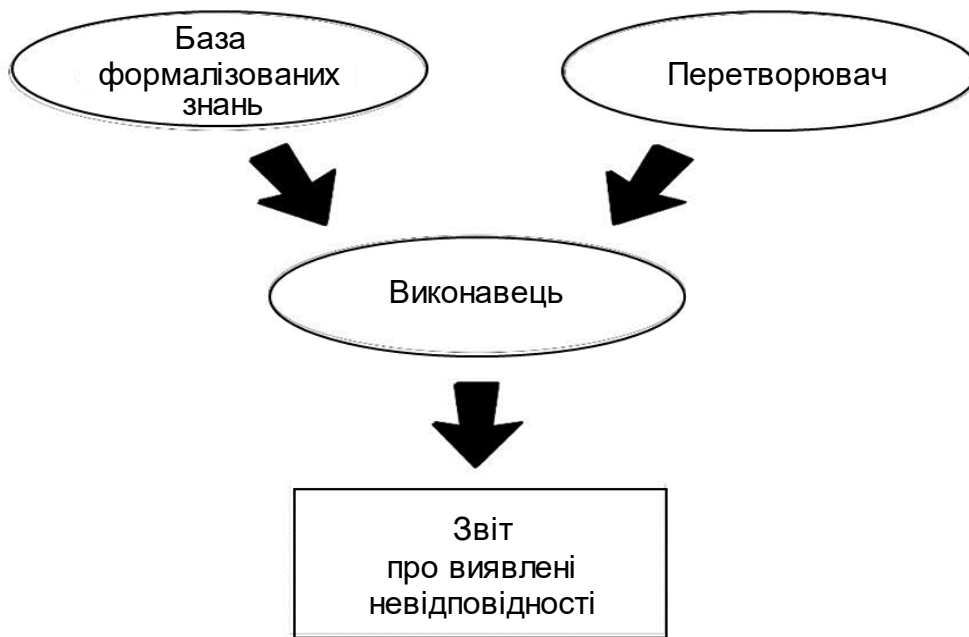 База
формалізованих
знань
Перетворювач
Виконавець
Звіт
про виявлені
невідповідності